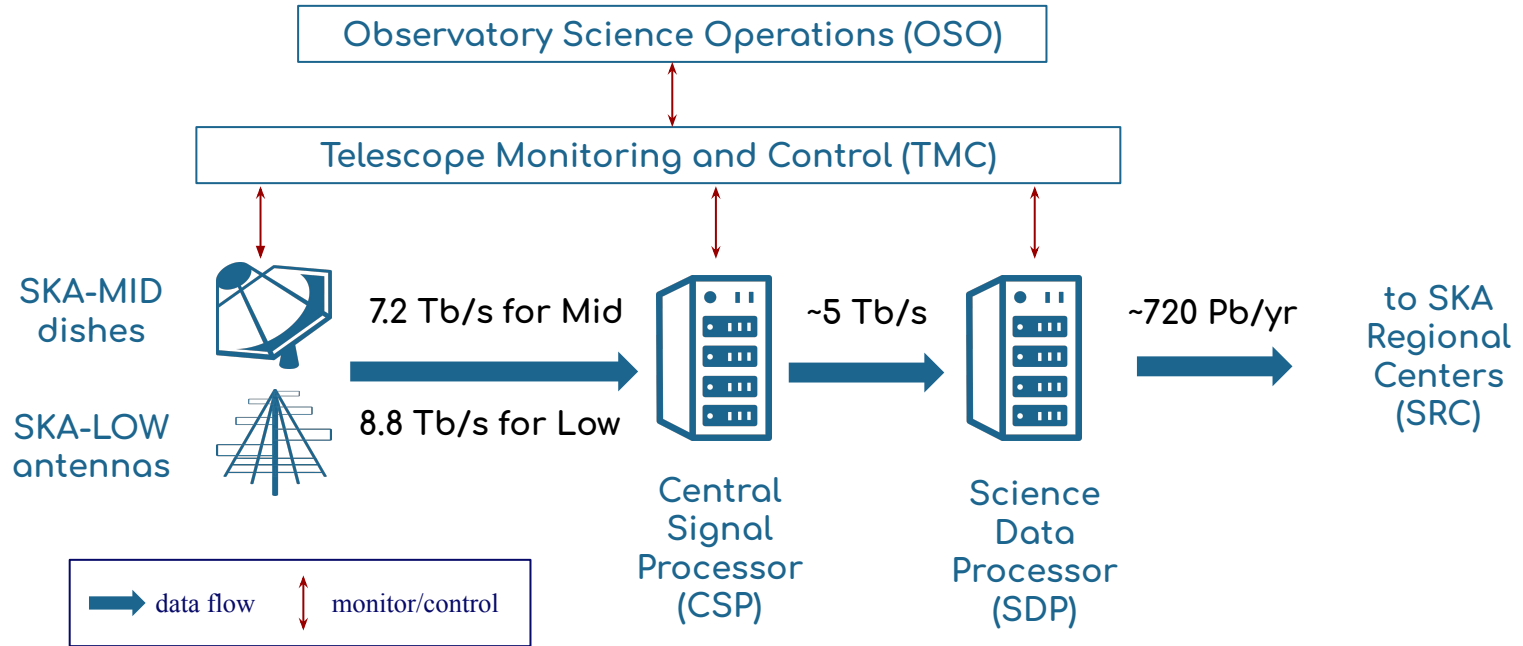 Observatory Science Operations (OSO)
Telescope Monitoring and Control (TMC)
SKA-MID
dishes
7.2 Tb/s for Mid
8.8 Tb/s for Low
SKA-LOW
antennas
~5 Tb/s
~720 Pb/yr
to SKA
Regional
Centers
(SRC)
Central
Signal
Processor
(CSP)
Science
Data
Processor
(SDP)
data flow
monitor/control